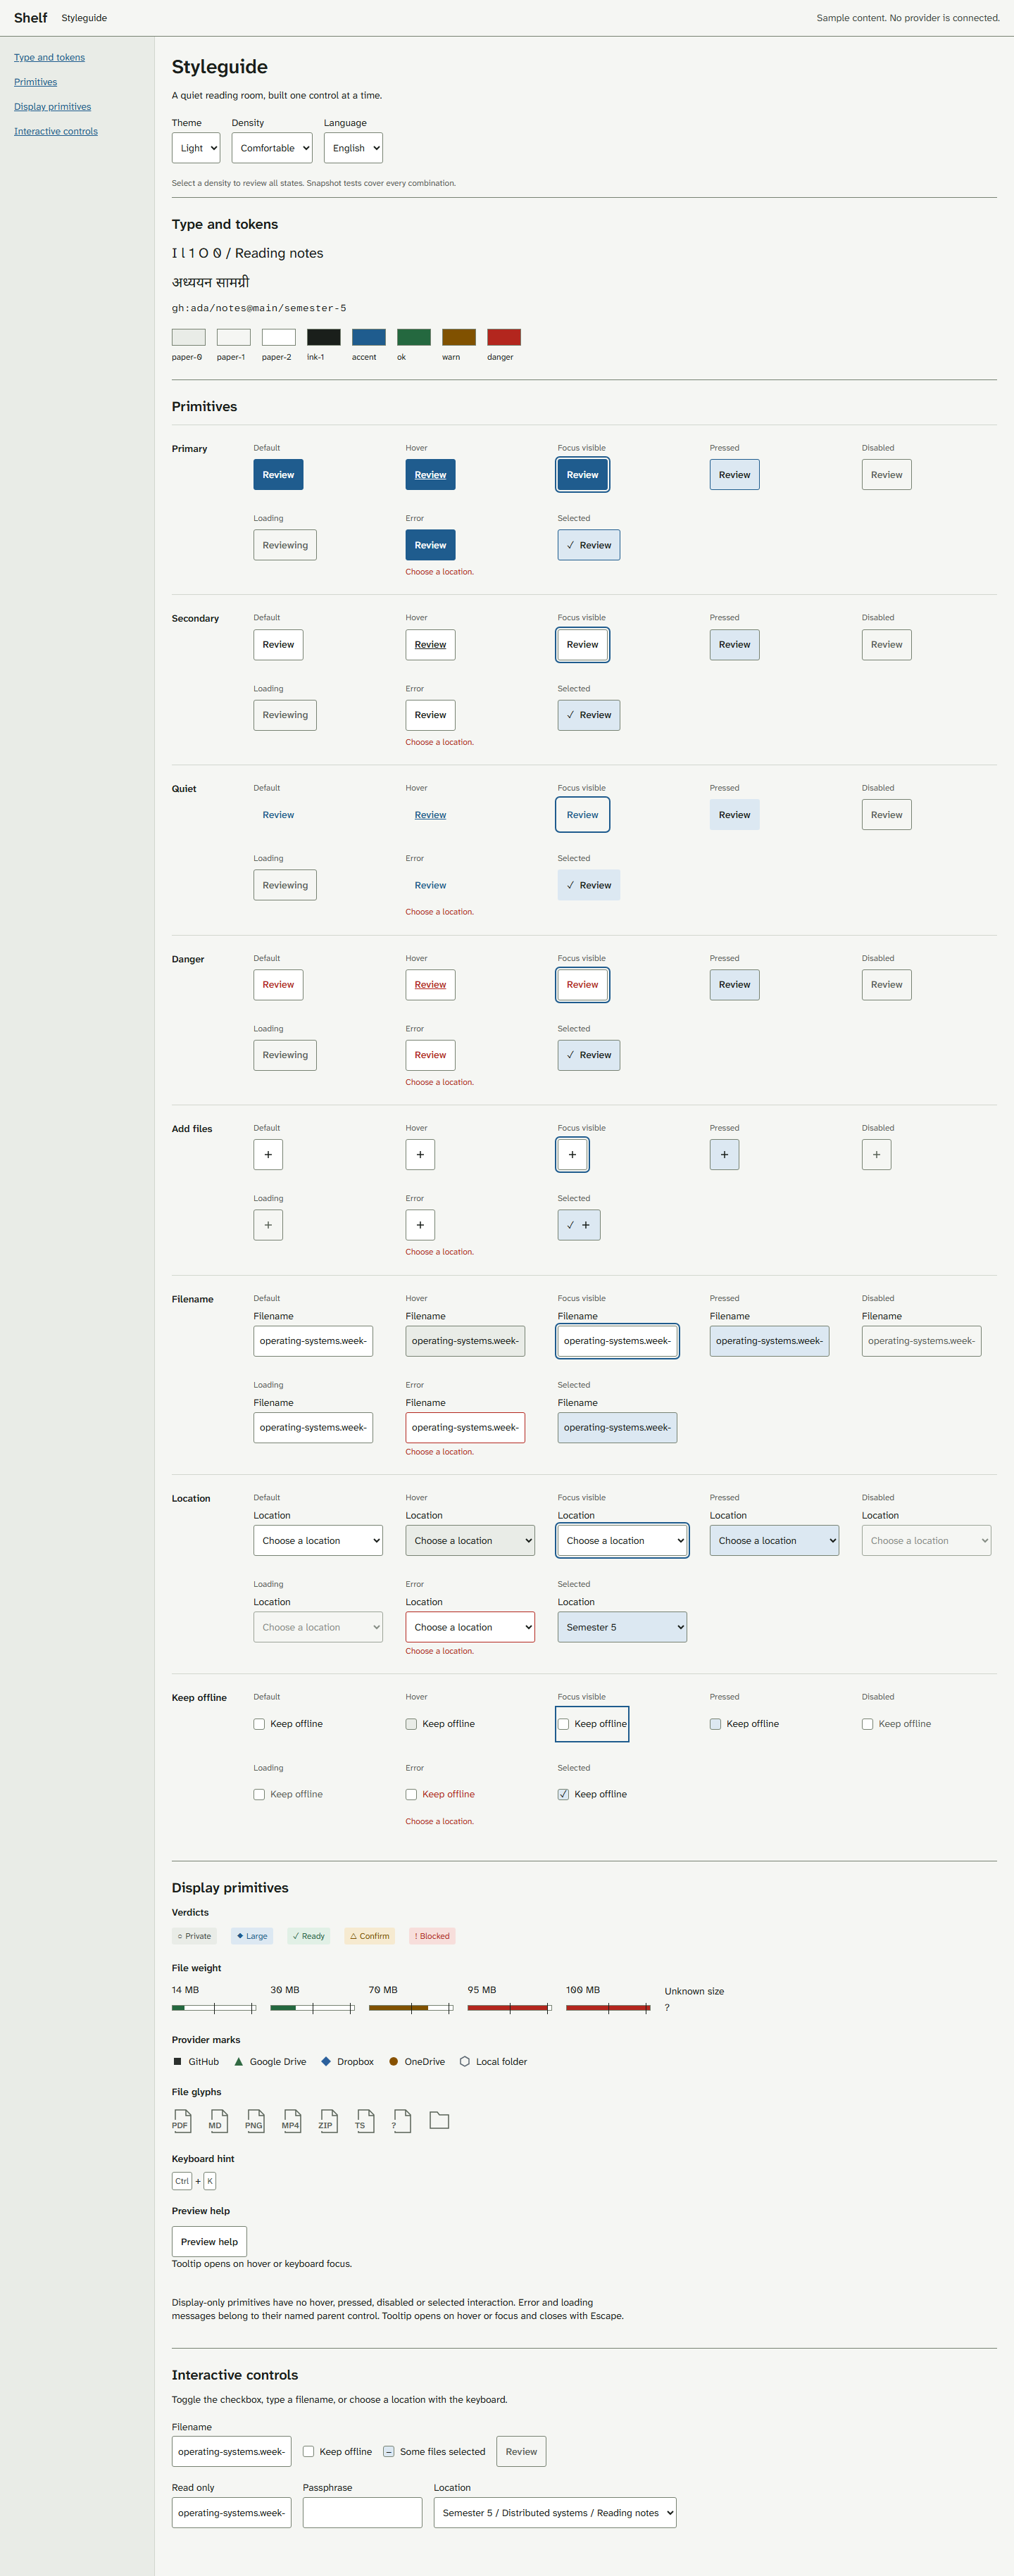 Shelf Styleguide Sample content. No provider is connected.
Type and tokens
Primitives
Display primitives
Interactive controls
Styleguide
A quiet reading room, built one control at a time.
Theme Density Language
Light Comfortable English
Select a density to review all states. Snapshot tests cover every combination.
Type and tokens
I l 1 O 0 / Reading notes
अध्ययन सामग्री
gh:ada/notes@main/semester-5
paper-0 paper-1 paper-2 ink-1 accent ok warn danger
Primitives
Primary Default Hover Focus visible Pressed Disabled
Review Review Review Review Review
Loading Error Selected
Reviewing Review ✓ Review
Choose a location.
Secondary Default Hover Focus visible Pressed Disabled
Review Review Review Review Review
Loading Error Selected
Reviewing Review ✓ Review
Choose a location.
Quiet Default Hover Focus visible Pressed Disabled
Review Review Review Review Review
Loading Error Selected
Reviewing Review ✓ Review
Choose a location.
Danger Default Hover Focus visible Pressed Disabled
Review Review Review Review Review
Loading Error Selected
Reviewing Review ✓ Review
Choose a location.
Add files Default Hover Focus visible Pressed Disabled
+ + + + +
Loading Error Selected
+ + ✓ +
Choose a location.
Filename Default Hover Focus visible Pressed Disabled
Filename Filename Filename Filename Filename
operating-systems.week- operating-systems.week- operating-systems.week- operating-systems.week- operating-systems.week-
Loading Error Selected
Filename Filename Filename
operating-systems.week- operating-systems.week- operating-systems.week-
Choose a location.
Location Default Hover Focus visible Pressed Disabled
Location Location Location Location Location
Choose a location Choose a location Choose a location Choose a location Choose a location
Loading Error Selected
Location Location Location
Choose a location Choose a location Semester 5
Choose a location.
Keep offline Default Hover Focus visible Pressed Disabled
Keep offline Keep offline Keep offline Keep offline Keep offline
Loading Error Selected
Keep offline Keep offline ✓ Keep offline
Choose a location.
Display primitives
Verdicts
○ Private ◆ Large ✓ Ready △ Confirm ! Blocked
File weight
14 MB 30 MB 70 MB 95 MB 100 MB Unknown size
?
Provider marks
GitHub Google Drive Dropbox OneDrive Local folder
File glyphs
PDF MD PNG MP4 ZIP TS ?
Keyboard hint
Ctrl + K
Preview help
Preview help
Tooltip opens on hover or keyboard focus.
Display-only primitives have no hover, pressed, disabled or selected interaction. Error and loading
messages belong to their named parent control. Tooltip opens on hover or focus and closes with Escape.
Interactive controls
Toggle the checkbox, type a filename, or choose a location with the keyboard.
Filename
operating-systems.week- Keep offline Some files selected Review
Read only Passphrase Location
operating-systems.week- Semester 5 / Distributed systems / Reading notes